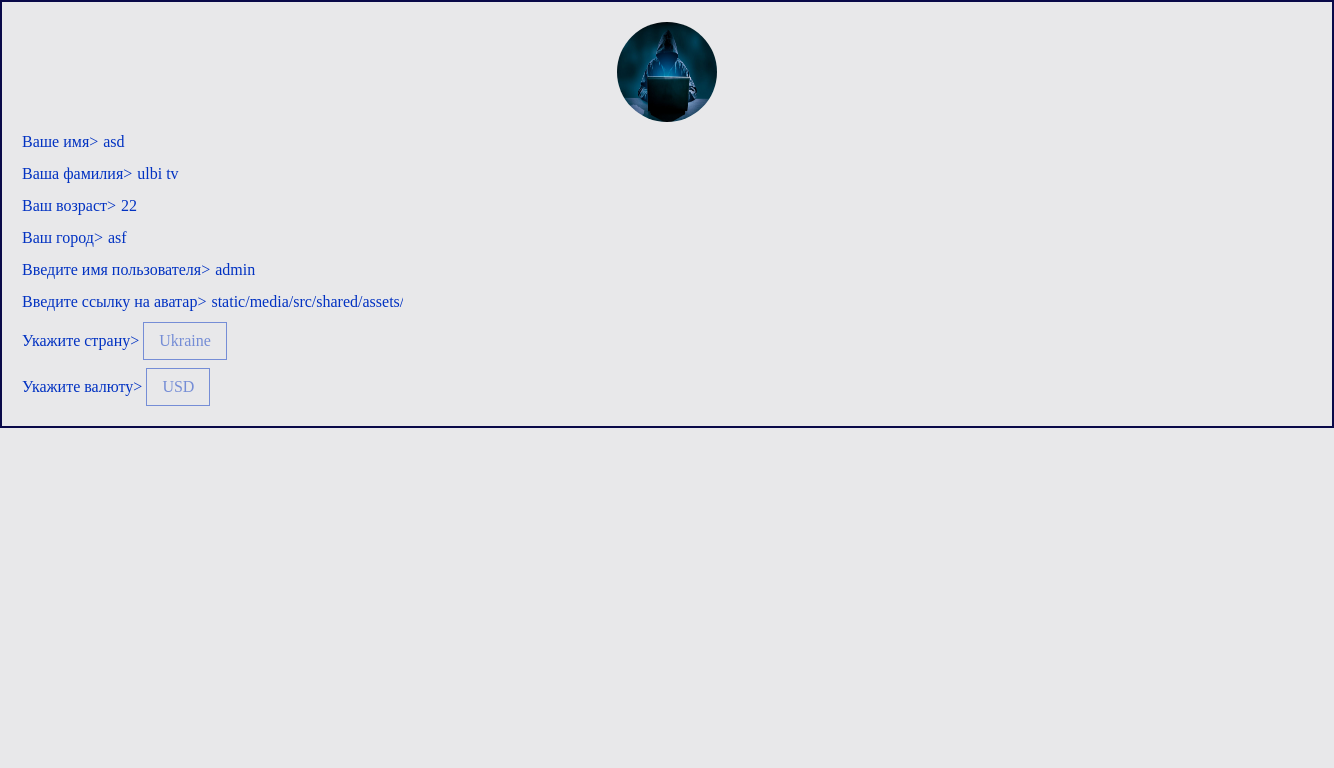 Ваше имя> asd
Ваша фамилия> ulbi tv
Ваш возраст> 22
Ваш город> asf
Введите имя пользователя> admin
Введите ссылку на аватар> static/media/src/shared/assets/
Укажите страну> Ukraine
Укажите валюту> USD